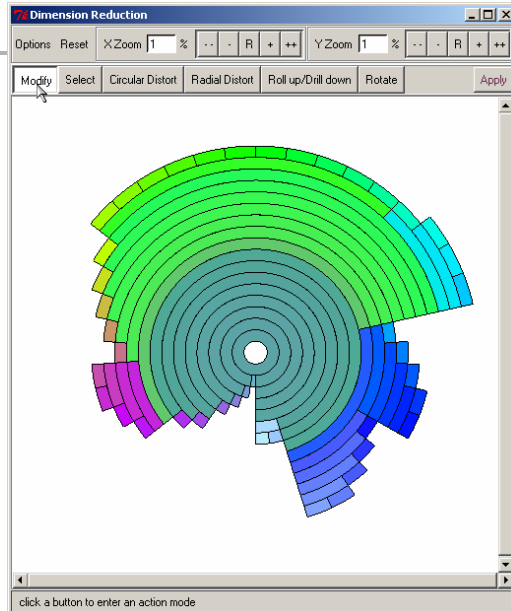 Dimension Reduction
Options Reset X Zoom 1 % -- - R + ++ Y Zoom 1 % -- - R + ++
Modify Select Circular Distort Radial Distort Roll up/Drill down Rotate Apply
click a button to enter an action mode